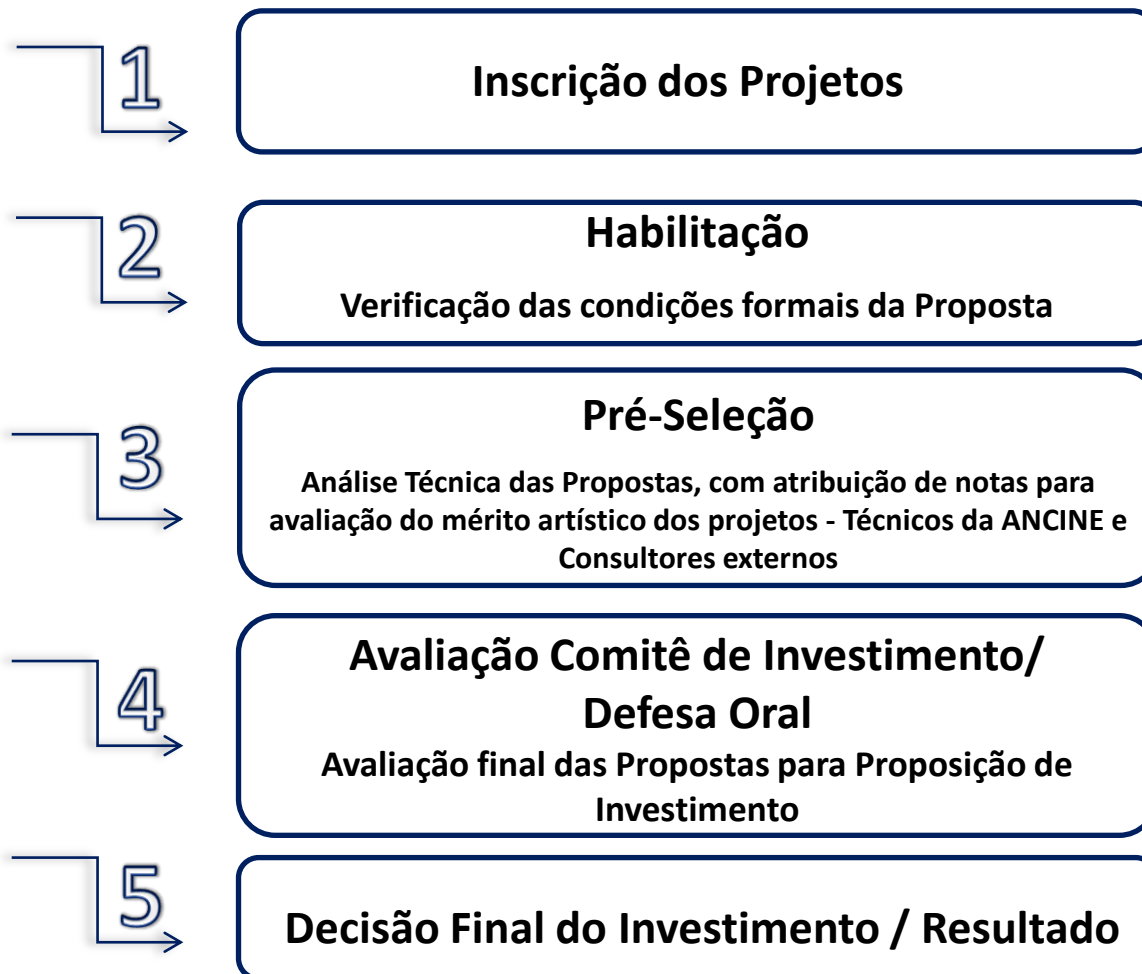 1
Inscrição dos Projetos
2
Habilitação
Verificação das condições formais da Proposta
3
Pré-Seleção
Análise Técnica das Propostas, com atribuição de notas para
avaliação do mérito artístico dos projetos - Técnicos da ANCINE e
Consultores externos
4
Avaliação Comitê de Investimento/
Defesa Oral
Avaliação final das Propostas para Proposição de
Investimento
5
Decisão Final do Investimento / Resultado